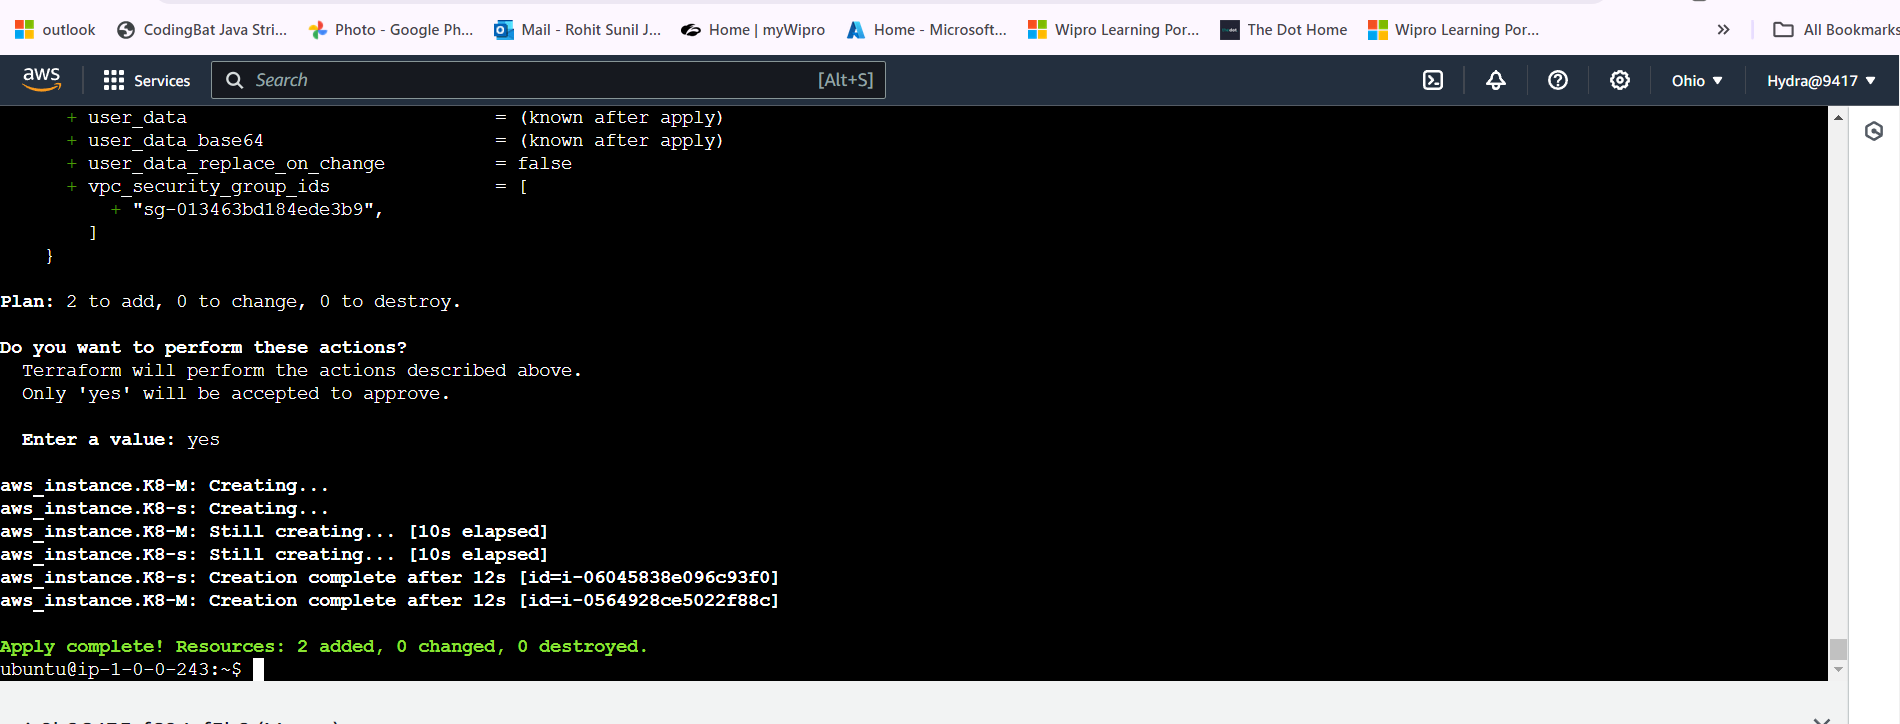 outlook CodingBat Java Stri... Photo - Google Ph... Mail - Rohit Sunil J... Home | myWipro Home - Microsoft... Wipro Learning Por... The Dot Home Wipro Learning Por... » All Bookmarks
aws Services Search [Alt+S] Ohio ▼ Hydra@9417 ▼
+ user_data = (known after apply)
+ user_data_base64 = (known after apply)
+ user_data_replace_on_change = false
+ vpc_security_group_ids = [
+ "sg-013463bd184ede3b9",
]
}
Plan: 2 to add, 0 to change, 0 to destroy.
Do you want to perform these actions?
Terraform will perform the actions described above.
Only 'yes' will be accepted to approve.
Enter a value: yes
aws_instance.K8-M: Creating...
aws_instance.K8-s: Creating...
aws_instance.K8-M: Still creating... [10s elapsed]
aws_instance.K8-s: Still creating... [10s elapsed]
aws_instance.K8-s: Creation complete after 12s [id=i-06045838e096c93f0]
aws_instance.K8-M: Creation complete after 12s [id=i-0564928ce5022f88c]
Apply complete! Resources: 2 added, 0 changed, 0 destroyed.
ubuntu@ip-1-0-0-243:~$